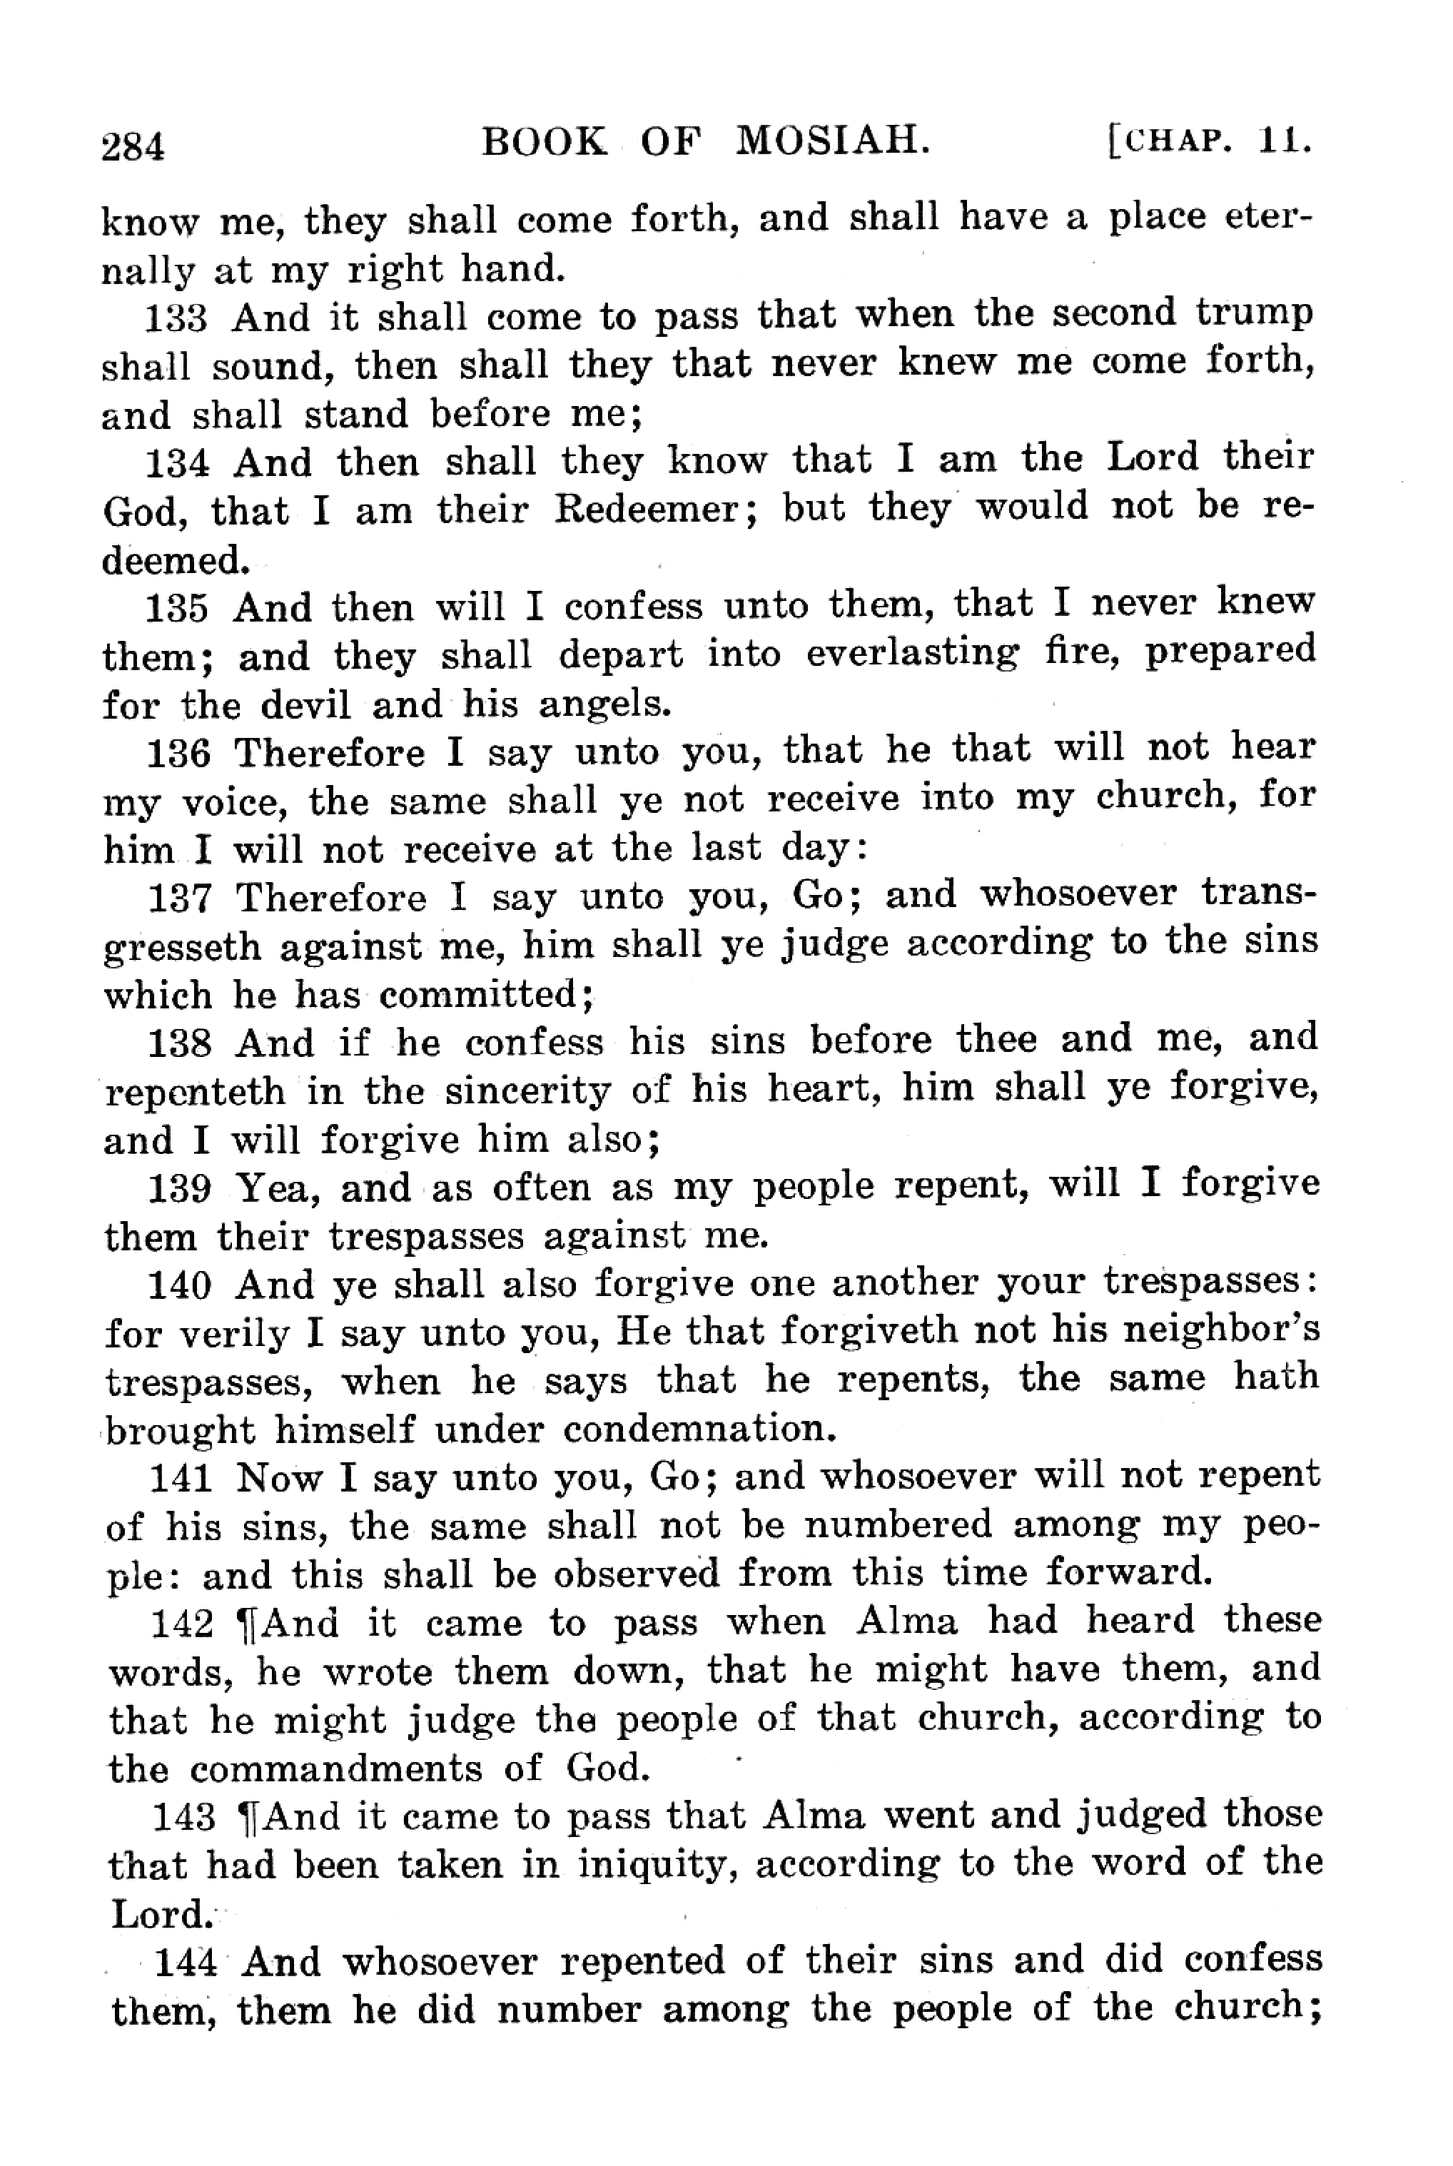 284 BOOK OF MOSIAH. [CHAP. 11.
know me, they shall come forth, and shall have a place eter-
nally at my right hand.
133 And it shall come to pass that when the second trump
shall sound, then shall they that never knew me come forth,
and shall stand before me;
134 And then shall they know that I am the Lord their
God, that I am their Redeemer; but they would not be re-
deemed.
135 And then will I confess unto them, that I never knew
them; and they shall depart into everlasting fire, prepared
for the devil and his angels.
136 Therefore I say unto you, that he that will not hear
my voice, the same shall ye not receive into my church, for
him I will not receive at the last day:
137 Therefore I say unto you, Go; and whosoever trans-
gresseth against me, him shall ye judge according to the sins
which he has committed;
138 And if he confess his sins before thee and me, and
repenteth in the sincerity of his heart, him shall ye forgive,
and I will forgive him also;
139 Yea, and as often as my people repent, will I forgive
them their trespasses against me.
140 And ye shall also forgive one another your trespasses:
for verily I say unto you, He that forgiveth not his neighbor's
trespasses, when he says that he repents, the same hath
brought himself under condemnation.
141 Now I say unto you, Go; and whosoever will not repent
of his sins, the same shall not be numbered among my peo-
ple: and this shall be observed from this time forward.
142 ¶And it came to pass when Alma had heard these
words, he wrote them down, that he might have them, and
that he might judge the people of that church, according to
the commandments of God.
143 ¶And it came to pass that Alma went and judged those
that had been taken in iniquity, according to the word of the
Lord.
144 And whosoever repented of their sins and did confess
them, them he did number among the people of the church;